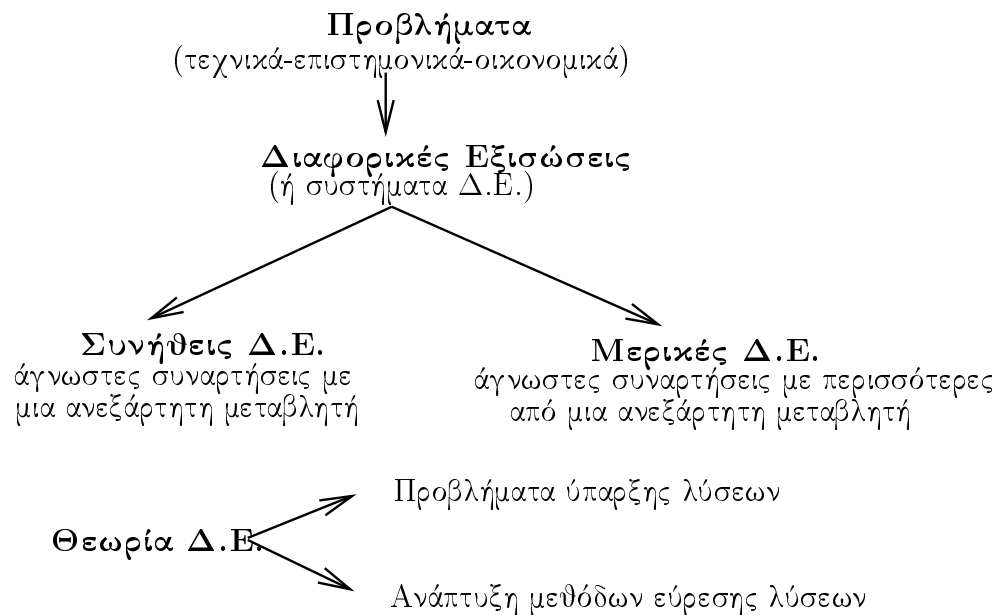 Προβλήματα
(τεχνικά-επιστημονικά-οικονομικά)
Διαφορικές Εξισώσεις
(ή συστήματα Δ.Ε.)
Συνήθεις Δ.Ε.
άγνωστες συναρτήσεις με
μια ανεξάρτητη μεταβλητή
Μερικές Δ.Ε.
άγνωστες συναρτήσεις με περισσότερες
από μια ανεξάρτητη μεταβλητή
Θεωρία Δ.Ε.
Προβλήματα ύπαρξης λύσεων
Ανάπτυξη μεθόδων εύρεσης λύσεων